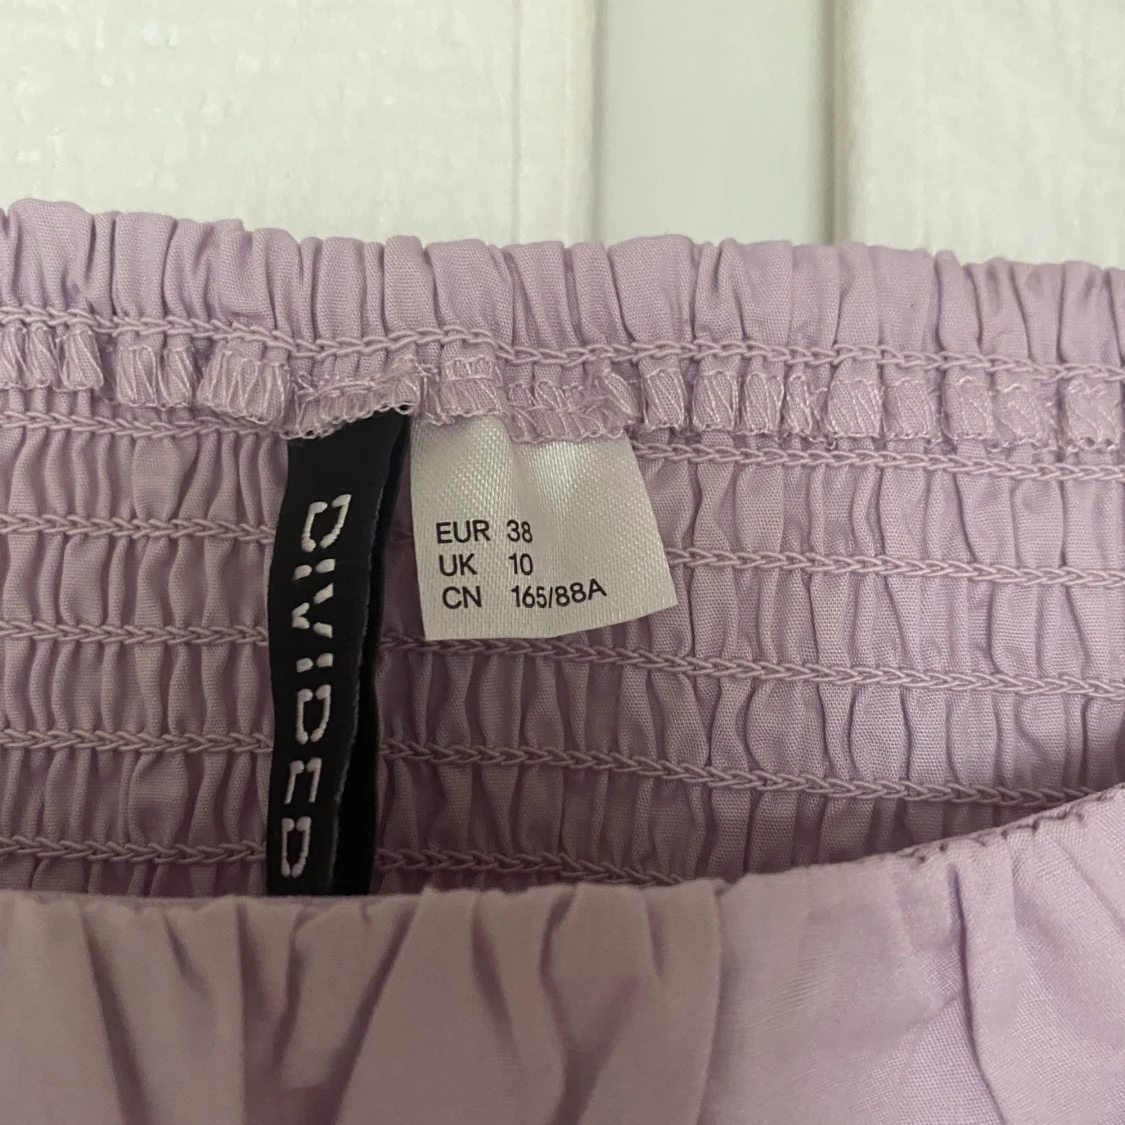 DIVIDED
EUR 38
UK 10
CN 165/88A